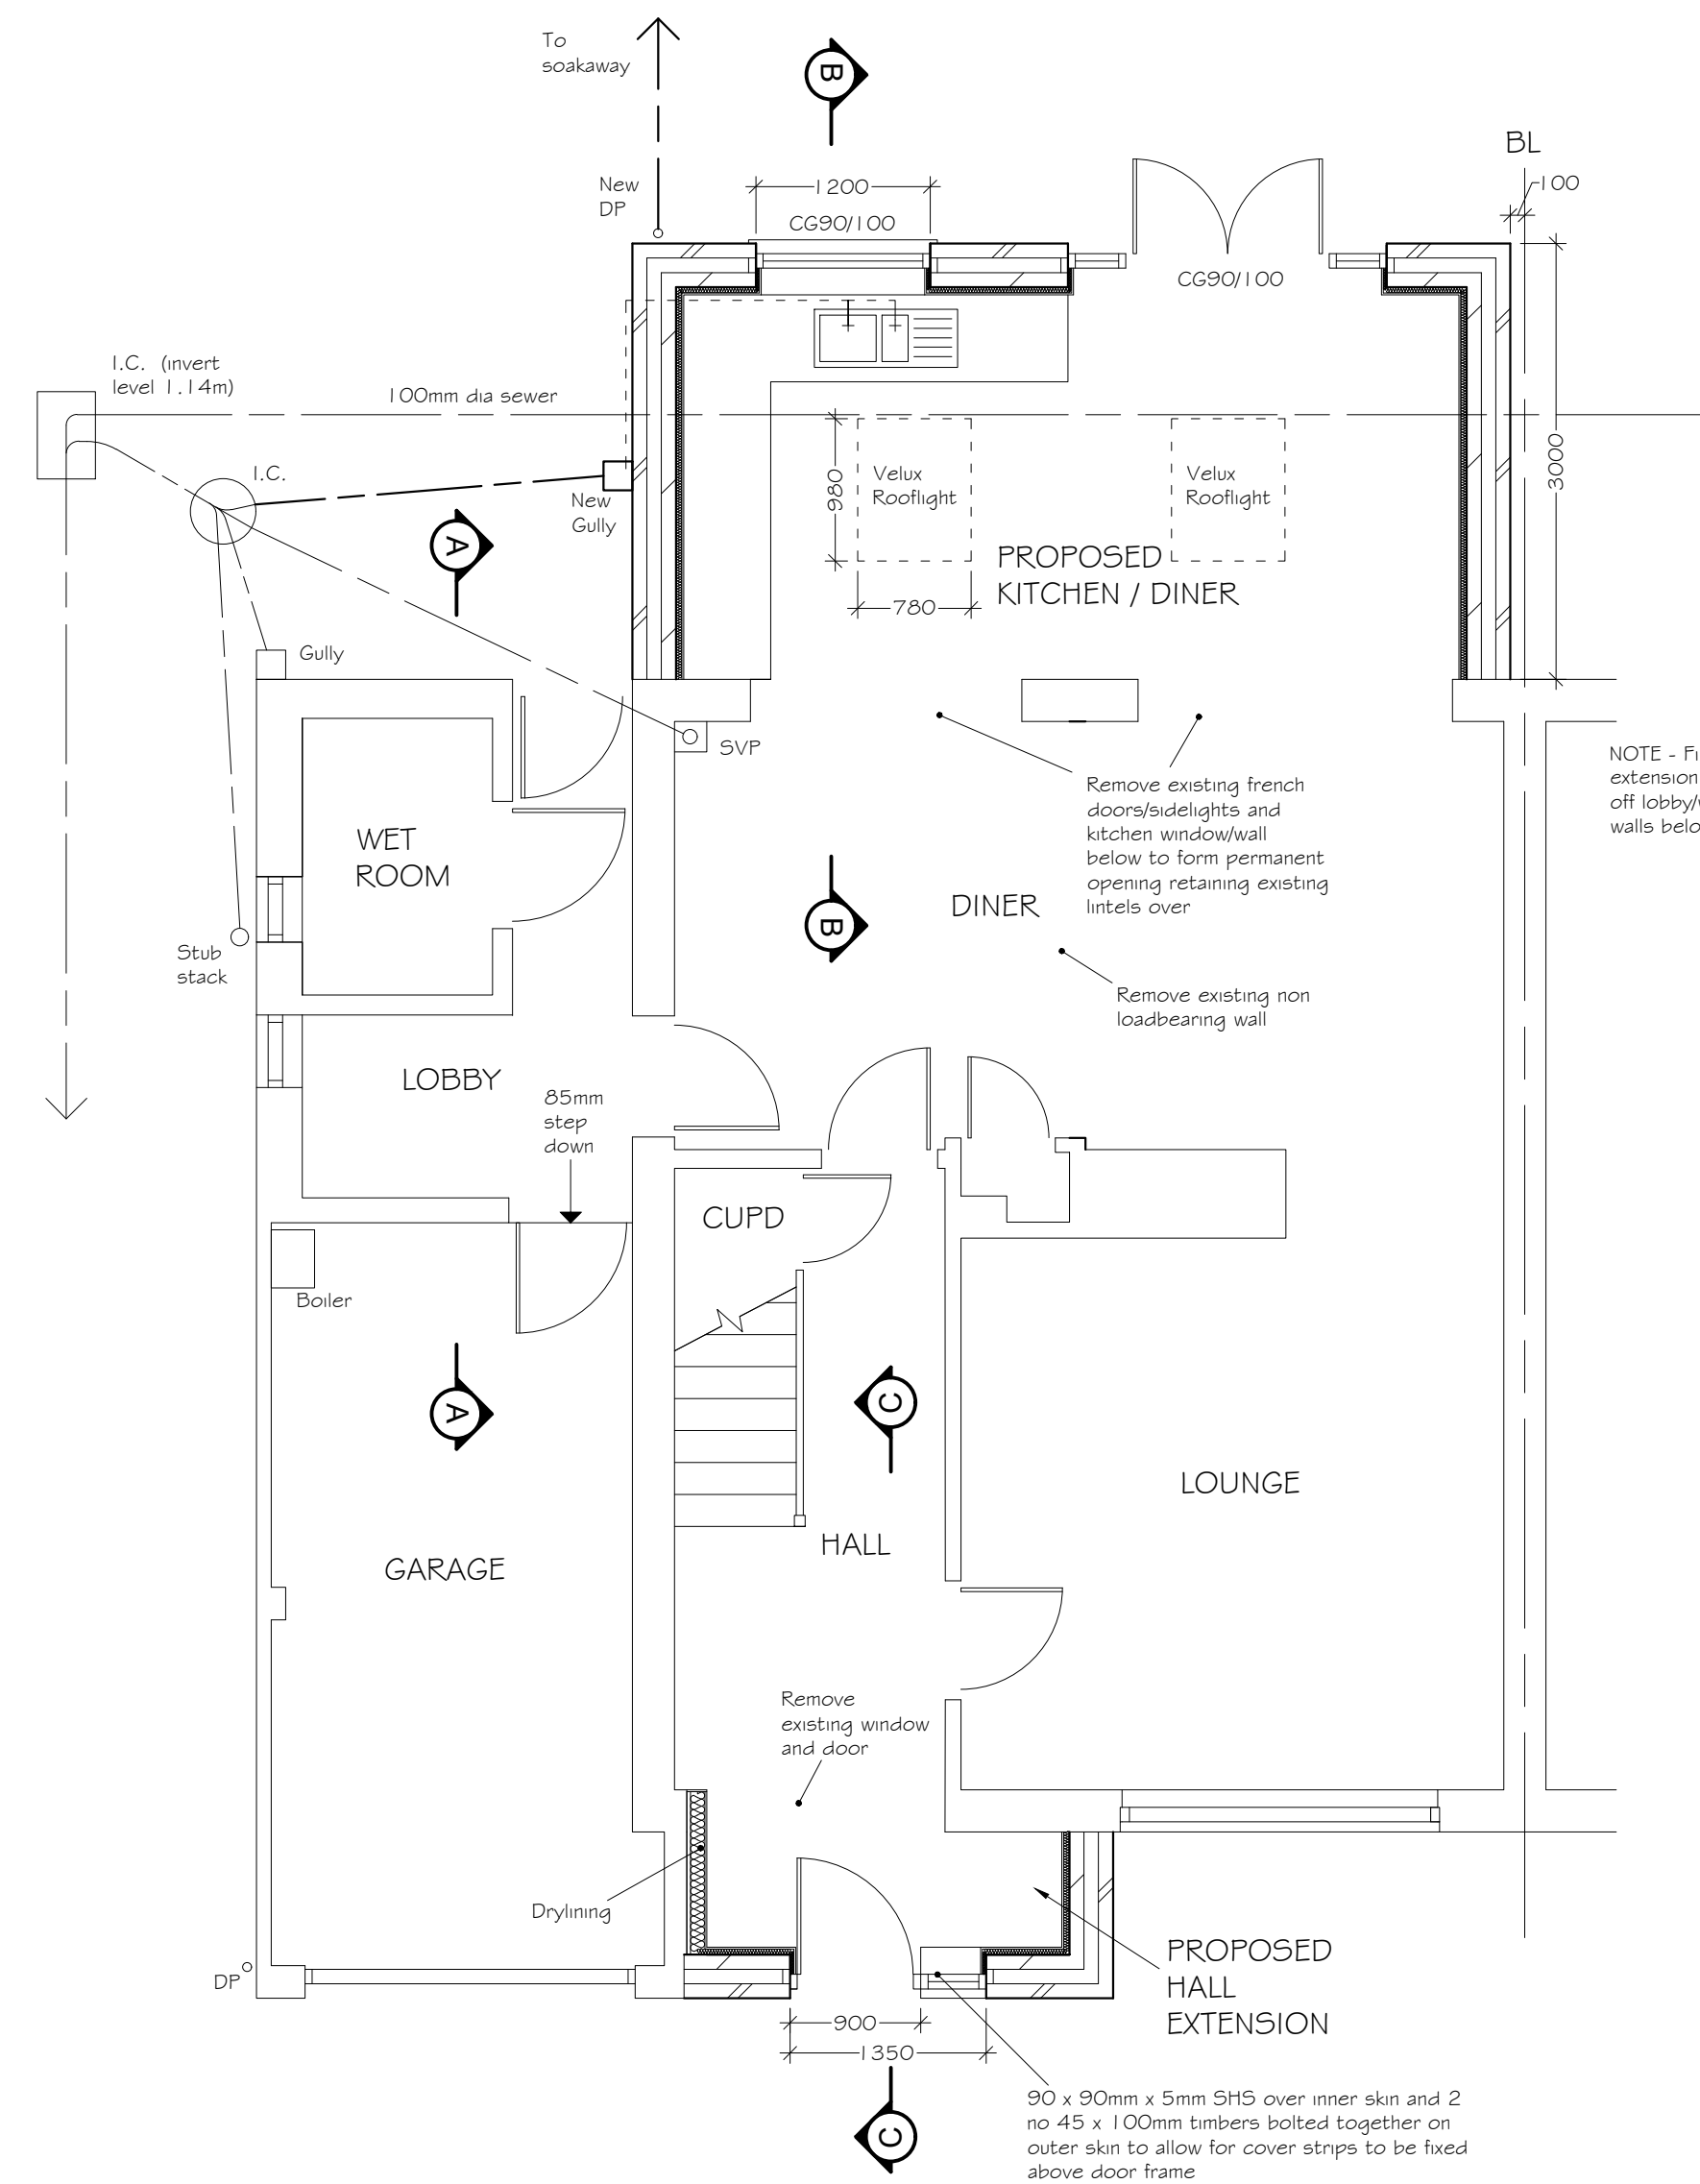 To
soakaway
B
BL
100
New
DP
1200
CG90/100
CG90/100
I.C. (invert
level 1.14m)
100mm dia sewer
3000
I.C.
New
Gully
A
980
Velux
Rooflight
Velux
Rooflight
PROPOSED
KITCHEN / DINER
780
Gully
SVP
NOTE -
extension
off
walls
Remove existing french
doors/sidelights and
kitchen window/wall
below to form permanent
opening retaining existing
lintels over
WET
ROOM
B
DINER
Stub
stack
Remove existing non
loadbearing wall
LOBBY
85mm
step
down
CUPD
Boiler
A
C
LOUNGE
HALL
GARAGE
Remove
existing window
and door
Drylining
PROPOSED
HALL
EXTENSION
DP
900
1350
C
90 x 90mm x 5mm SHS over inner skin and 2
no 45 x 100mm timbers bolted together on
outer skin to allow for cover strips to be fixed
above door frame